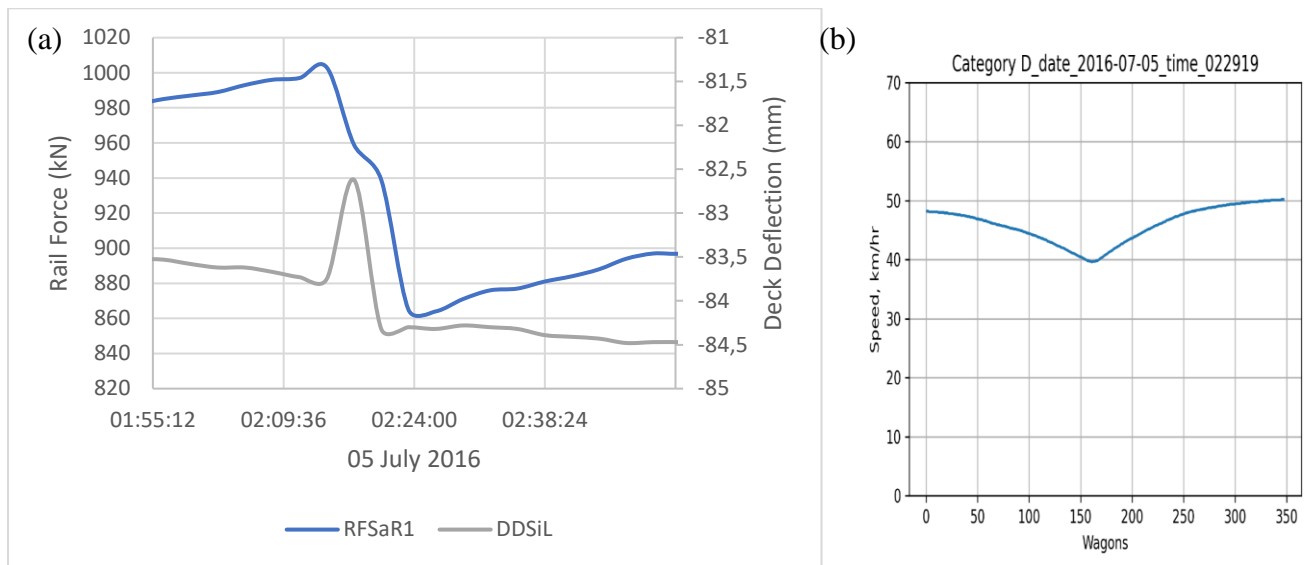 (a)
Rail Force (kN)
1020
1000
980
960
940
920
900
880
860
840
820
-81
-81,5
-82
-82,5
-83
-83,5
-84
-84,5
-85
Deck Deflection (mm)
01:55:12 02:09:36 02:24:00 02:38:24
05 July 2016
RFSaR1 DDSiL
(b)
Category D_date_2016-07-05_time_022919
Speed, km/hr
70
60
50
40
30
20
10
0
0 50 100 150 200 250 300 350
Wagons